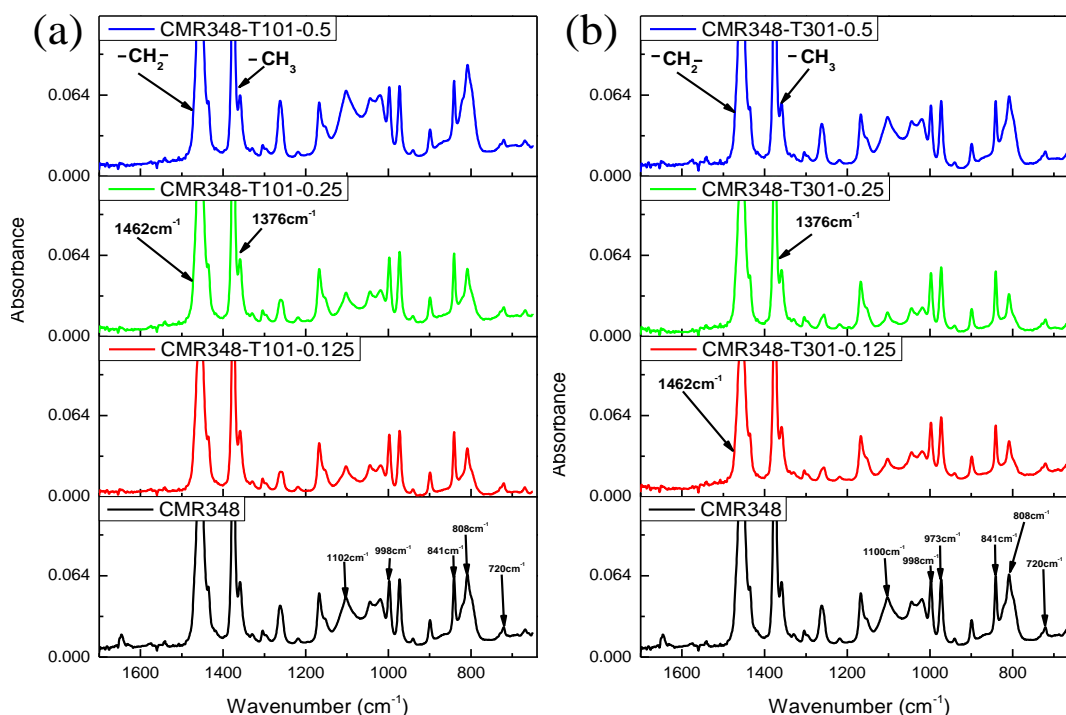 (a)
CMR348-T101-0.5
−CH₂−
−CH₃
0.064
0.000
CMR348-T101-0.25
1462cm⁻¹
1376cm⁻¹
0.064
0.000
CMR348-T101-0.125
0.064
0.000
CMR348
1102cm⁻¹
998cm⁻¹
841cm⁻¹
808cm⁻¹
720cm⁻¹
0.064
0.000
1600 1400 1200 1000 800
Wavenumber (cm⁻¹)
Absorbance
(b)
CMR348-T301-0.5
−CH₂−
−CH₃
0.064
0.000
CMR348-T301-0.25
1376cm⁻¹
0.064
0.000
CMR348-T301-0.125
1462cm⁻¹
0.064
0.000
CMR348
1100cm⁻¹
998cm⁻¹
973cm⁻¹
841cm⁻¹
808cm⁻¹
720cm⁻¹
0.064
0.000
1600 1400 1200 1000 800
Wavenumber (cm⁻¹)
Absorbance